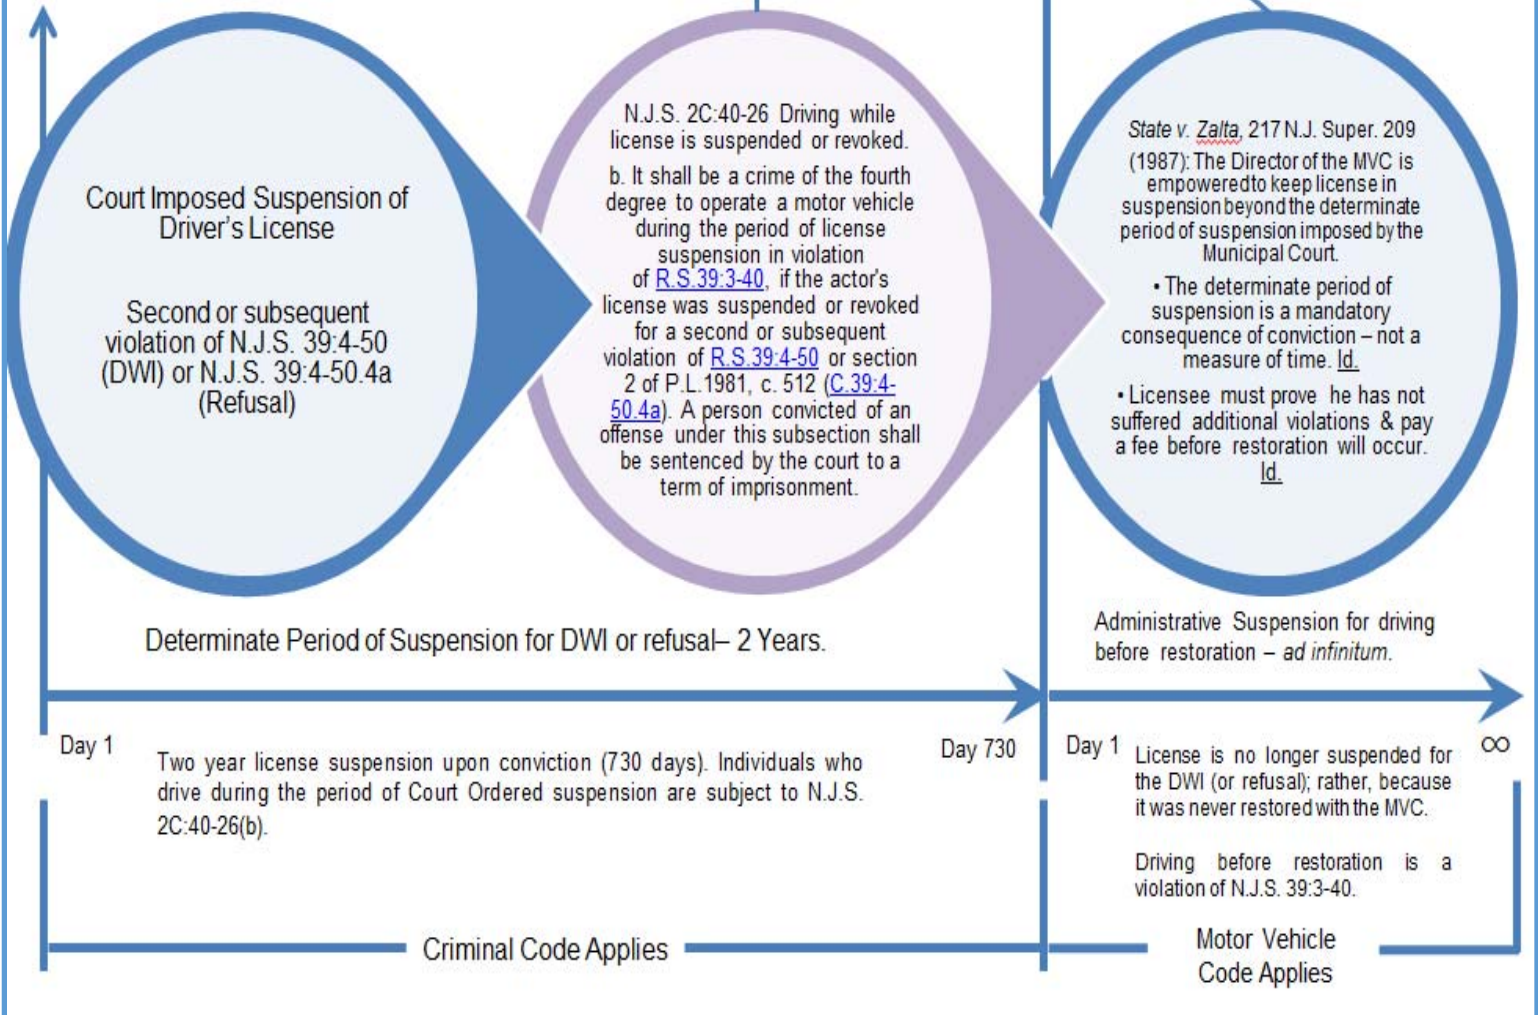 Court Imposed Suspension of
Driver's License
Second or subsequent
violation of N.J.S. 39:4-50
(DWI) or N.J.S. 39:4-50.4a
(Refusal)
N.J.S. 2C:40-26 Driving while
license is suspended or revoked.
b. It shall be a crime of the fourth
degree to operate a motor vehicle
during the period of license
suspension in violation
of R.S.39:3-40, if the actor's
license was suspended or revoked
for a second or subsequent
violation of R.S.39:4-50 or section
2 of P.L.1981, c. 512 (C.39:4-
50.4a). A person convicted of an
offense under this subsection shall
be sentenced by the court to a
term of imprisonment.
State v. Zalta, 217 N.J. Super. 209
(1987): The Director of the MVC is
empoweredto keep license in
suspension beyond the determinate
period of suspension imposed by the
Municipal Court.
• The determinate period of
suspension is a mandatory
consequence of conviction – not a
measure of time. Id.
• Licensee must prove he has not
suffered additional violations & pay
a fee before restoration will occur.
Id.
Determinate Period of Suspension for DWI or refusal– 2 Years.
Administrative Suspension for driving
before restoration – ad infinitum.
Day 1
Two year license suspension upon conviction (730 days). Individuals who
drive during the period of Court Ordered suspension are subject to N.J.S.
2C:40-26(b).
Day 730
Day 1
License is no longer suspended for
the DWI (or refusal); rather, because
it was never restored with the MVC.
Driving before restoration is a
violation of N.J.S. 39:3-40.
∞
Criminal Code Applies
Motor Vehicle
Code Applies